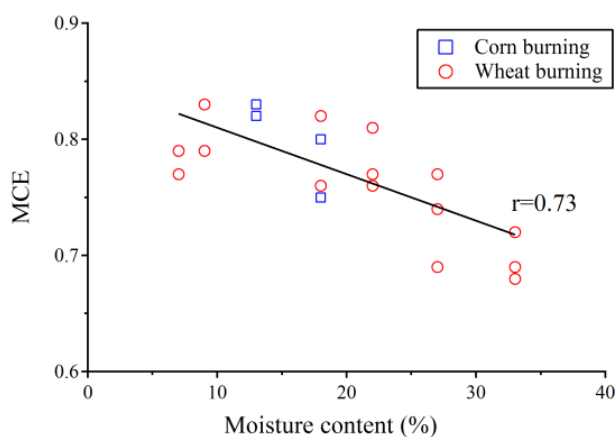 0.9
Corn burning
Wheat burning
0.8
MCE
r=0.73
0.7
0.6
0 10 20 30 40
Moisture content (%)